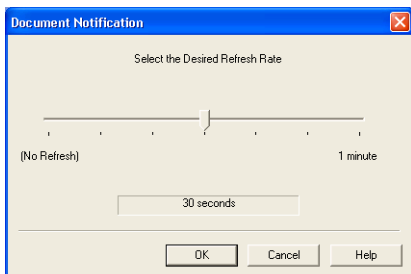 Document Notification
Select the Desired Refresh Rate
(No Refresh) 1 minute
30 seconds
OK Cancel Help